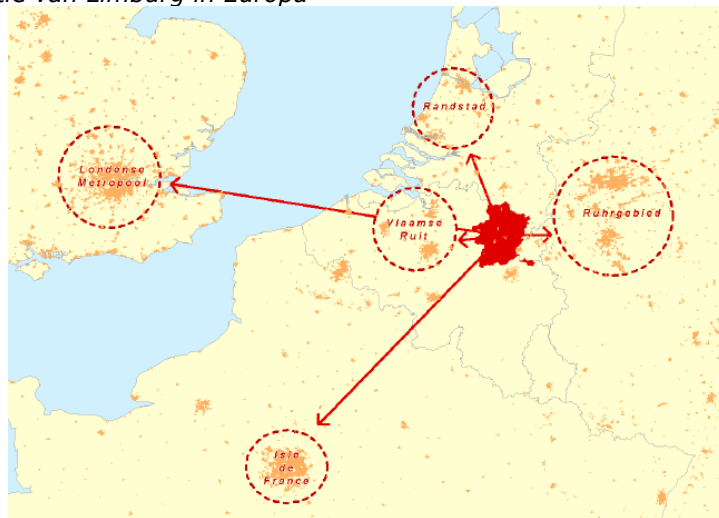 van Limburg in Europa
Randstad
Londense
Metropool
Ruhrgebied
Vlaamse
Ruit
Isle
de
France